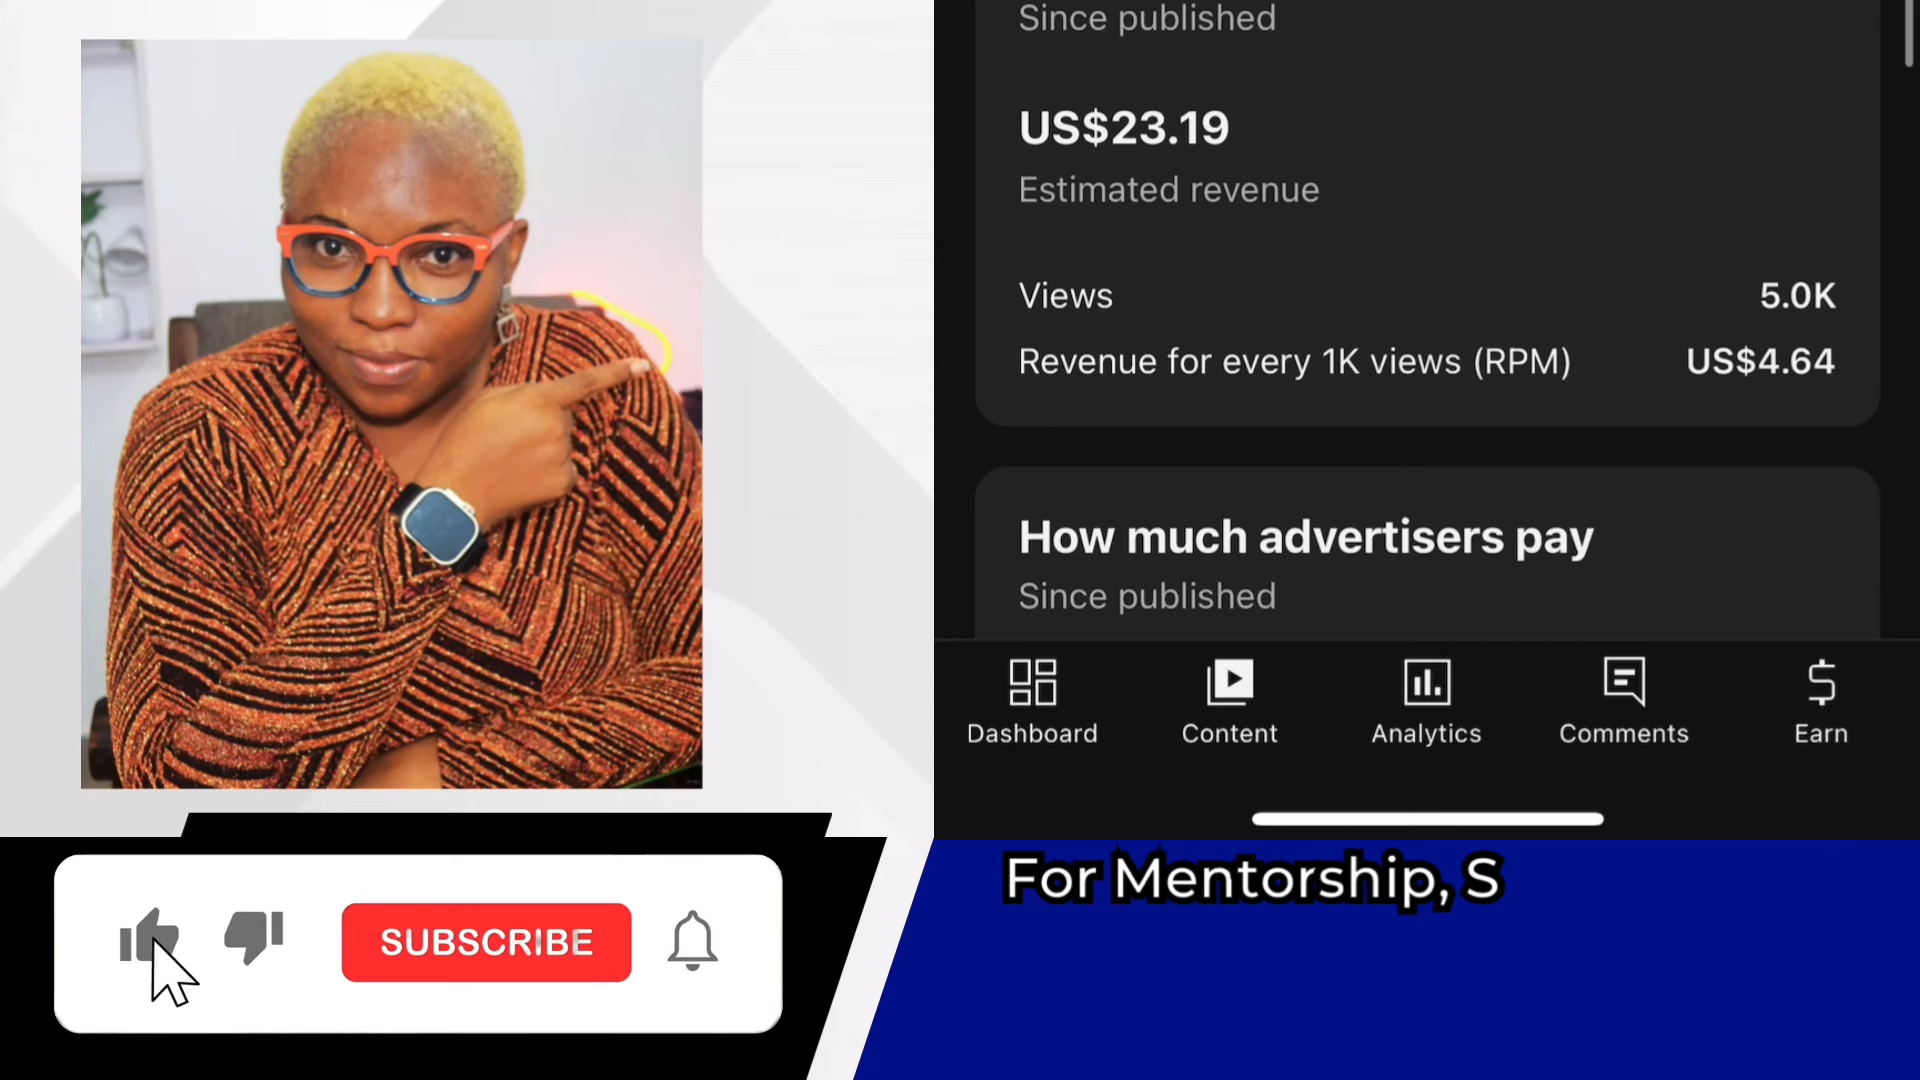 Since published
US$23.19
Estimated revenue
Views 5.0K
Revenue for every 1K views (RPM) US$4.64
How much advertisers pay
Since published
Dashboard Content Analytics Comments Earn
For Mentorship, S
SUBSCRIBE